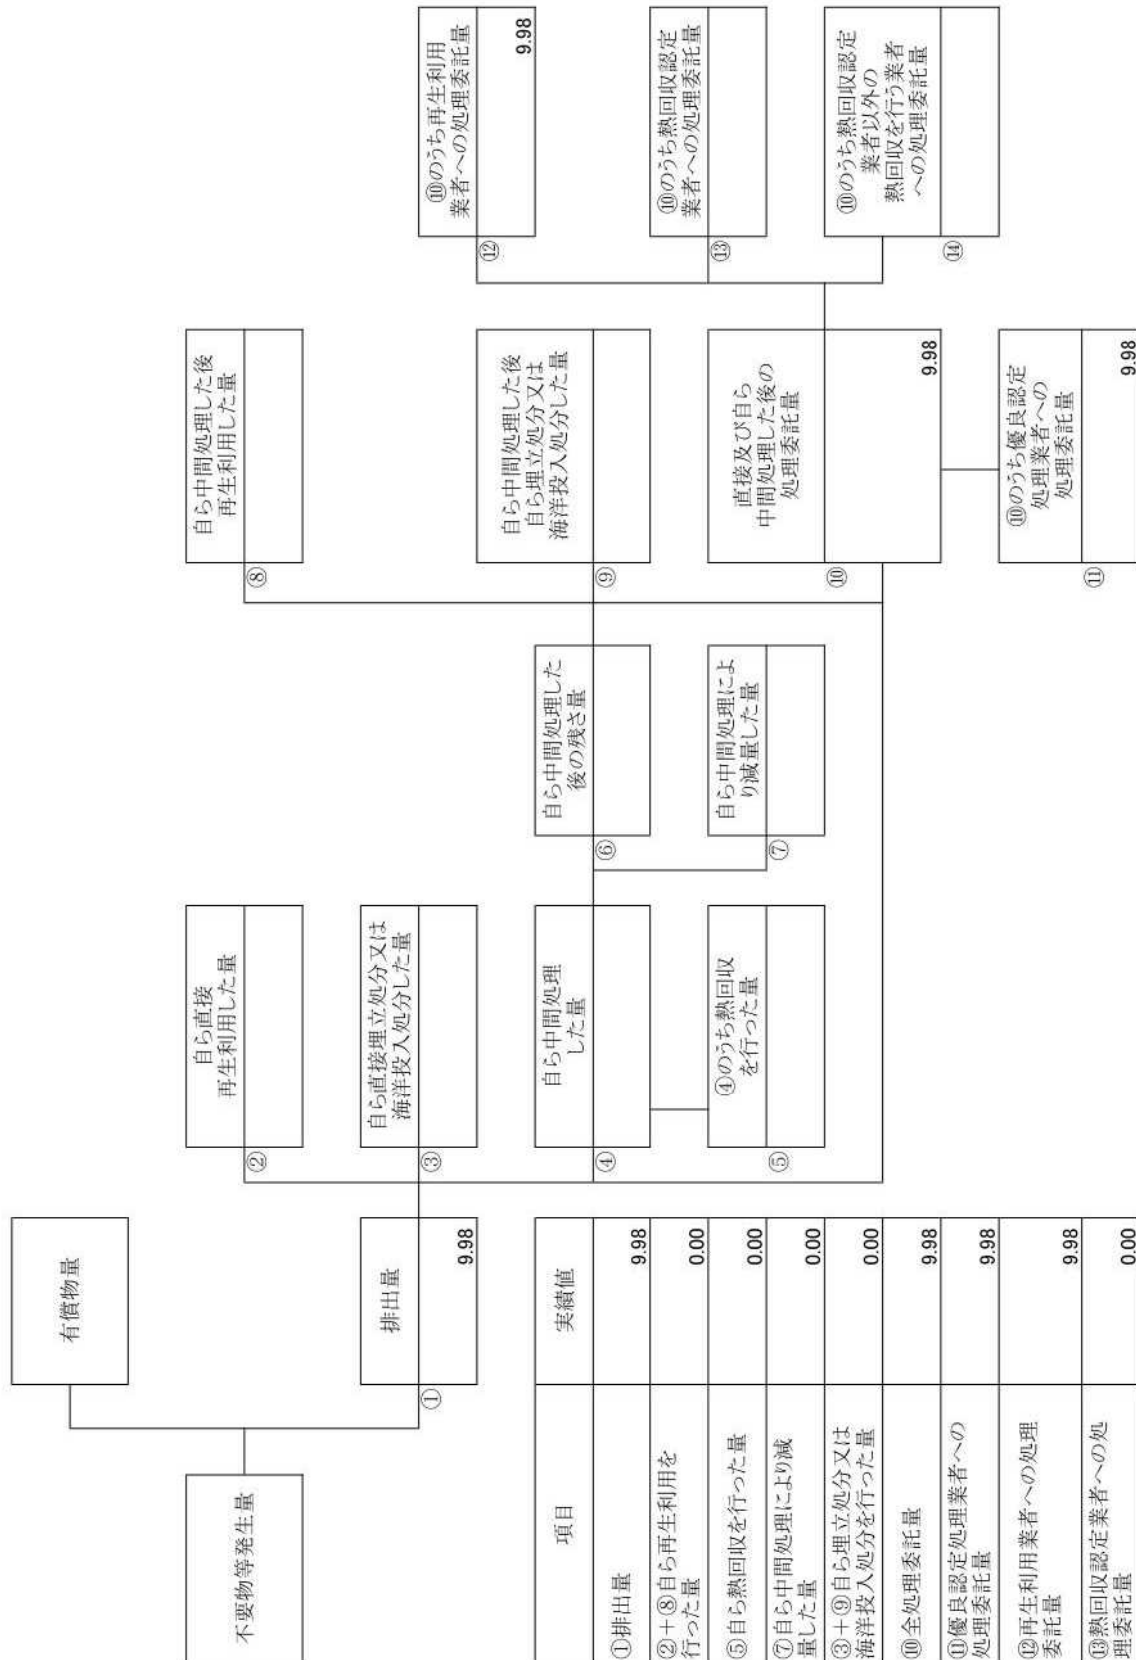 有償物量
不要物等発生量
排出量
①
9.98
②
自ら直接
再生利用した量
③
自ら直接埋立処分又は
海洋投入処分した量
④
自ら中間処理
した量
⑤
④のうち熱回収
を行った量
⑥
自ら中間処理した
後の残さ量
⑦
自ら中間処理によ
り減量した量
⑧
自ら中間処理した後
再生利用した量
⑨
自ら中間処理した後
自ら埋立処分又は
海洋投入処分した量
⑩
直接及び自ら
中間処理した後の
処理委託量
9.98
⑪
⑩のうち優良認定
処理業者への
処理委託量
9.98
⑫
⑩のうち再生利用
業者への処理委託量
9.98
⑬
⑩のうち熱回収認定
業者への処理委託量
⑭
⑩のうち熱回収認定
業者以外の
熱回収を行う業者
への処理委託量
項目 実績値
①排出量 9.98
②+⑧自ら再生利用を
行った量 0.00
⑤自ら熱回収を行った量 0.00
⑦自ら中間処理により減
量した量 0.00
③+⑨自ら埋立処分又は
海洋投入処分を行った量 0.00
⑩全処理委託量 9.98
⑪優良認定処理業者への
処理委託量 9.98
⑫再生利用業者への処理
委託量 9.98
⑬熱回収認定業者への処
理委託量 0.00